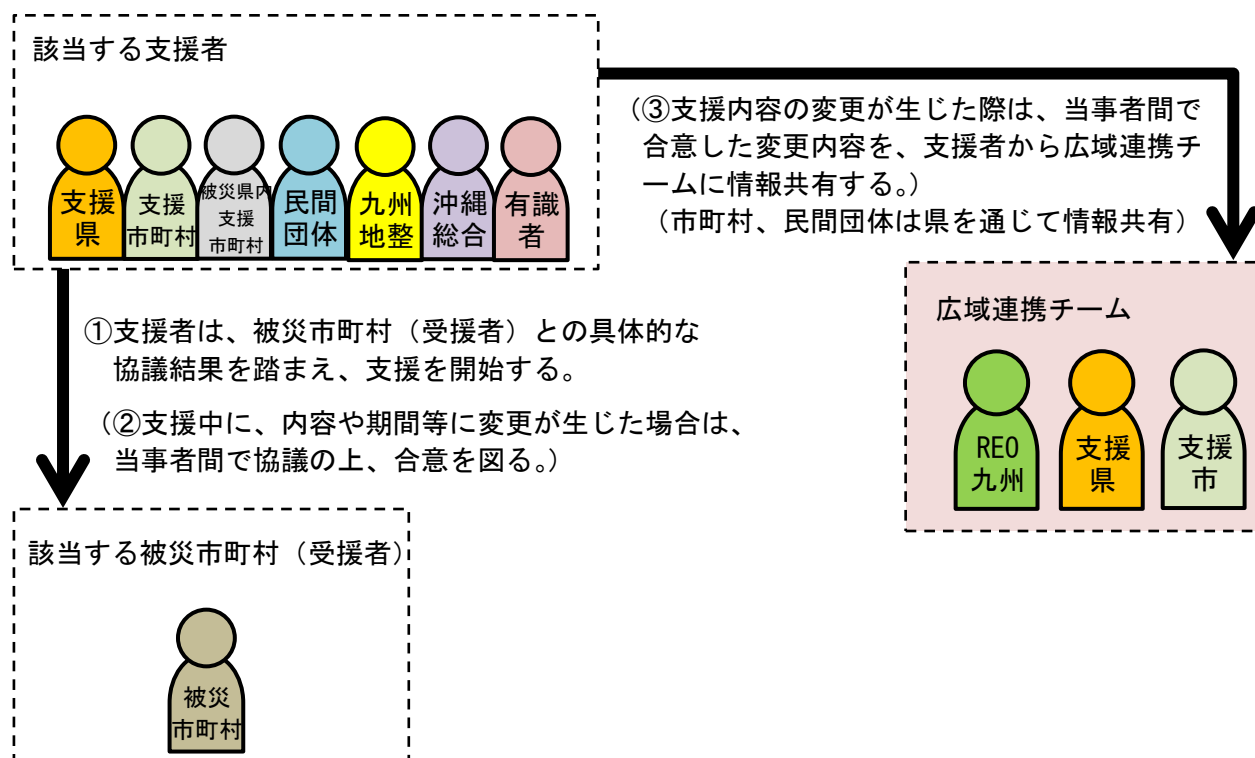 該当する支援者
支援
県
支援
市町村
被災県内
支援
市町村
民間
団体
九州
地整
沖縄
総合
有識
者
（③支援内容の変更が生じた際は、当事者間で
合意した変更内容を、支援者から広域連携チ
ームに情報共有する。）
（市町村、民間団体は県を通じて情報共有）
①支援者は、被災市町村（受援者）との具体的な
協議結果を踏まえ、支援を開始する。
（②支援中に、内容や期間等に変更が生じた場合は、
当事者間で協議の上、合意を図る。）
広域連携チーム
REO
九州
支援
県
支援
市
該当する被災市町村（受援者）
被災
市町村